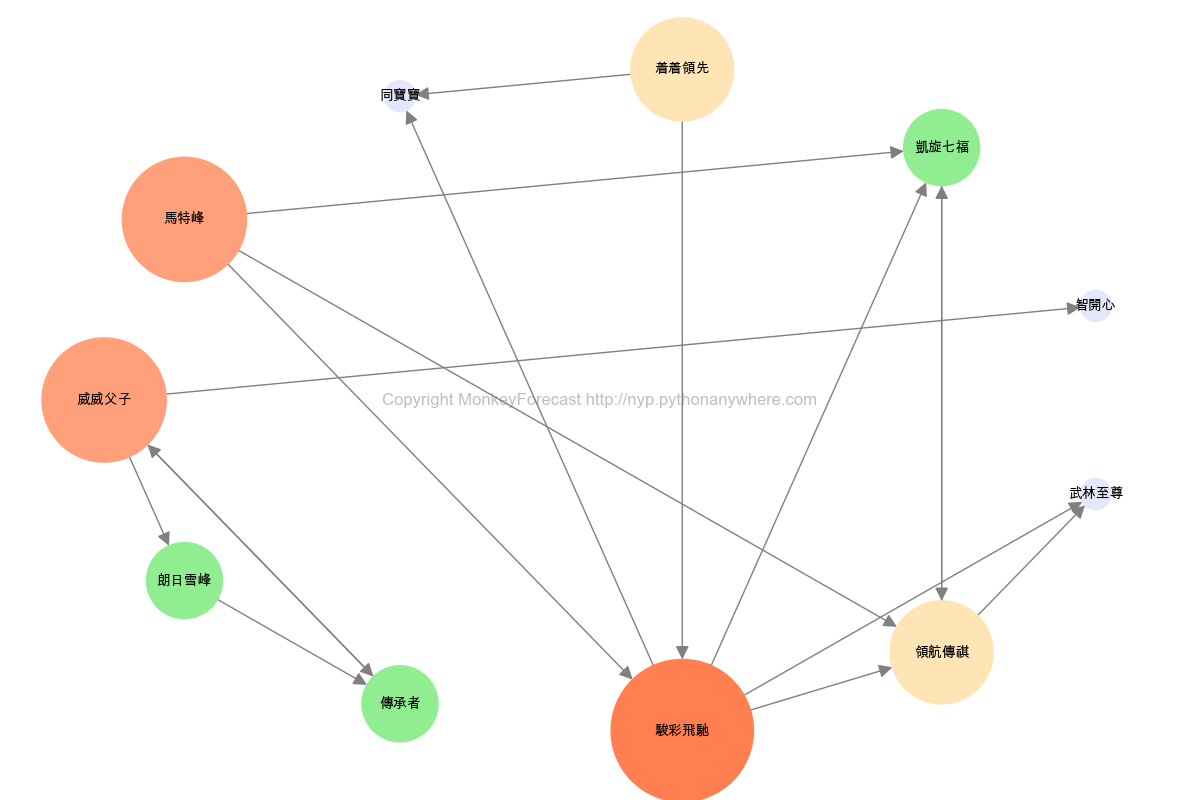 着着領先
同寶寶
凱旋七福
馬特峰
智開心
威威父子
Copyright MonkeyForecast http://nyp.pythonanywhere.com
武林至尊
朗日雪峰
領航傳祺
傳承者
駿彩飛馳